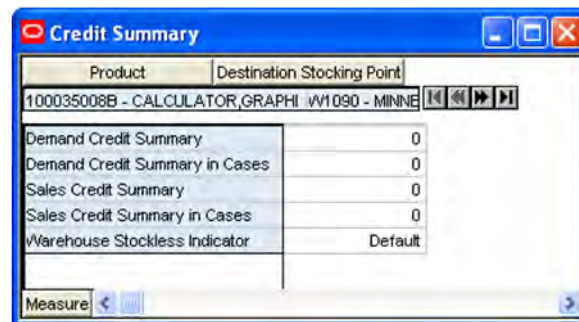 Credit Summary
Product Destination Stocking Point
100035008B - CALCULATOR,GRAPHI W1090 - MINNE
Demand Credit Summary 0
Demand Credit Summary in Cases 0
Sales Credit Summary 0
Sales Credit Summary in Cases 0
Warehouse Stockless Indicator Default
Measure